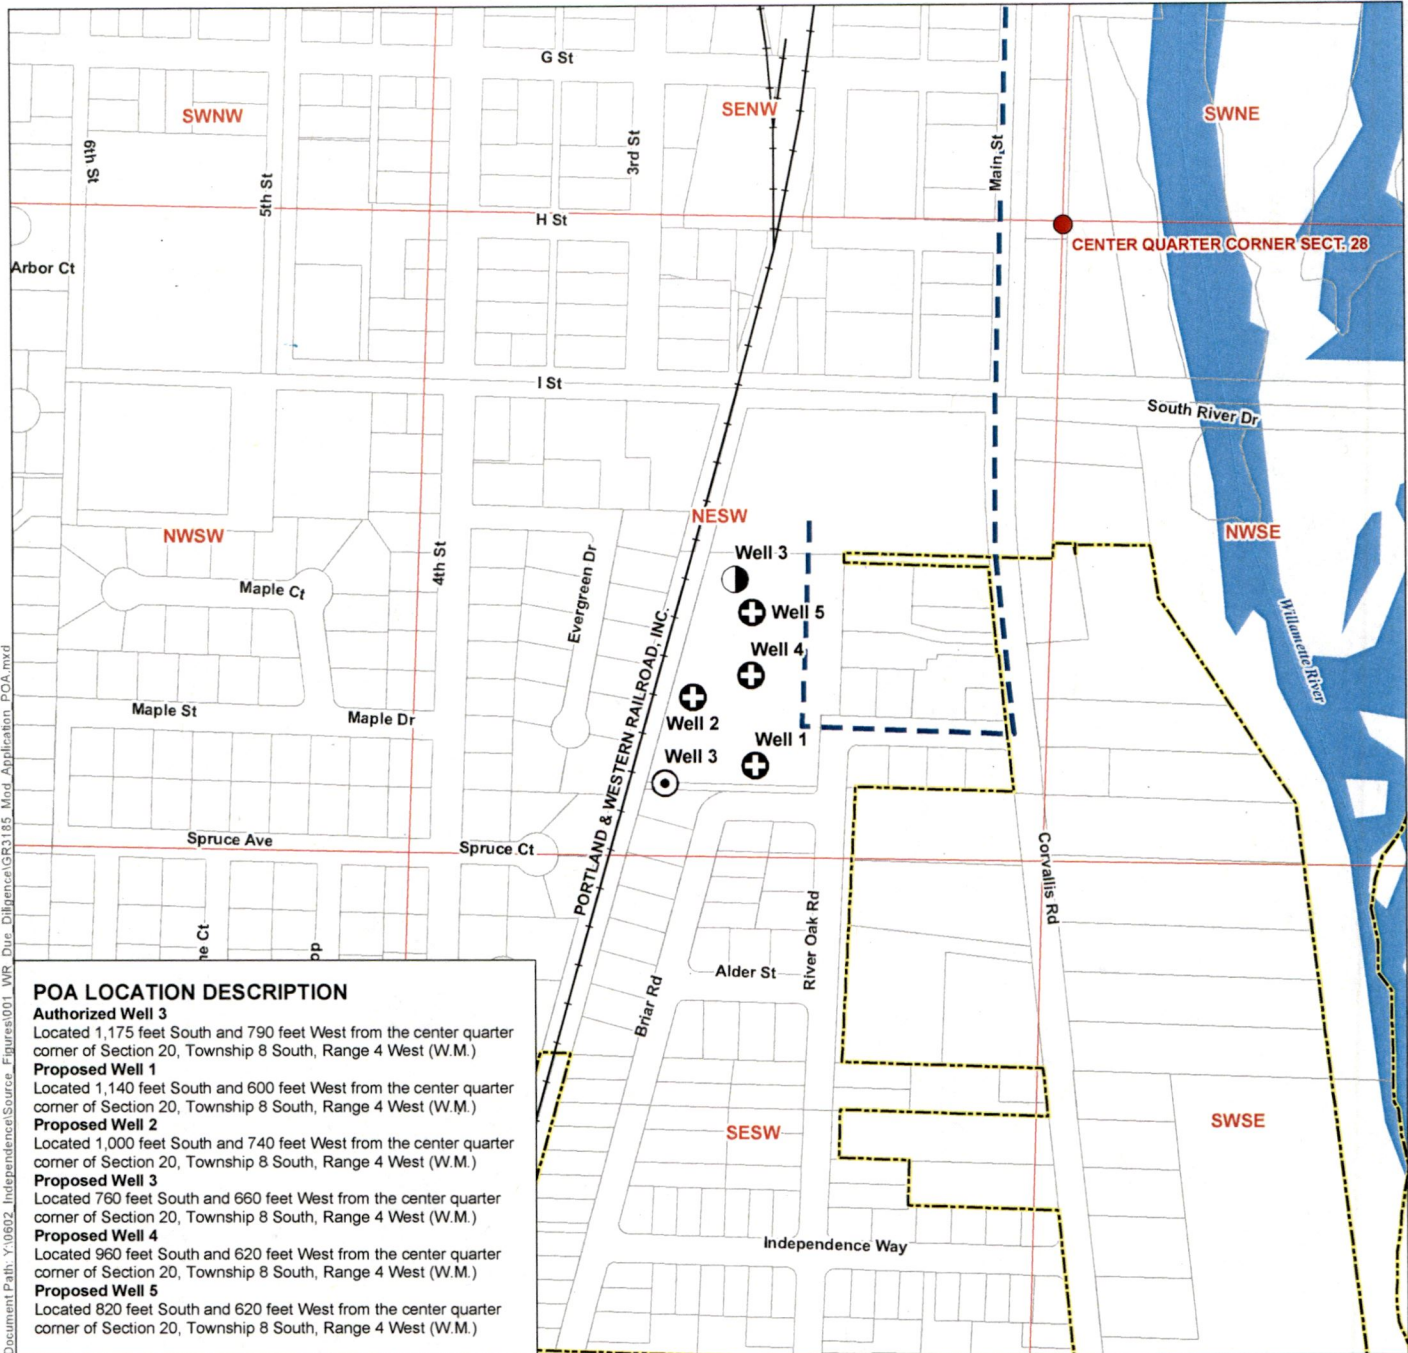 G St
SWNW
SENW
SWNE
6th St
3rd St
Main St
5th St
H St
CENTER QUARTER CORNER SECT. 28
Arbor Ct
I St
South River Dr
NESW
NWSW
NWSE
Well 3
4th St
Evergreen Dr
Maple Ct
Well 5
Well 4
Willamette River
PORTLAND & WESTERN RAILROAD, INC.
Maple St
Maple Dr
Well 2
Well 1
Well 3
Spruce Ave
Spruce Ct
Corvallis Rd
River Oak Rd
ne Ct
op
Alder St
Briar Rd
SESW
SWSE
Independence Way
POA LOCATION DESCRIPTION
Authorized Well 3
Located 1,175 feet South and 790 feet West from the center quarter
corner of Section 20, Township 8 South, Range 4 West (W.M.)
Proposed Well 1
Located 1,140 feet South and 600 feet West from the center quarter
corner of Section 20, Township 8 South, Range 4 West (W.M.)
Proposed Well 2
Located 1,000 feet South and 740 feet West from the center quarter
corner of Section 20, Township 8 South, Range 4 West (W.M.)
Proposed Well 3
Located 760 feet South and 660 feet West from the center quarter
corner of Section 20, Township 8 South, Range 4 West (W.M.)
Proposed Well 4
Located 960 feet South and 620 feet West from the center quarter
corner of Section 20, Township 8 South, Range 4 West (W.M.)
Proposed Well 5
Located 820 feet South and 620 feet West from the center quarter
corner of Section 20, Township 8 South, Range 4 West (W.M.)
Document Path: Y:\0602_Independence\Source_Figures\001_WR_Due_Diligence\GR3185_Mod_Application_POA.mxd